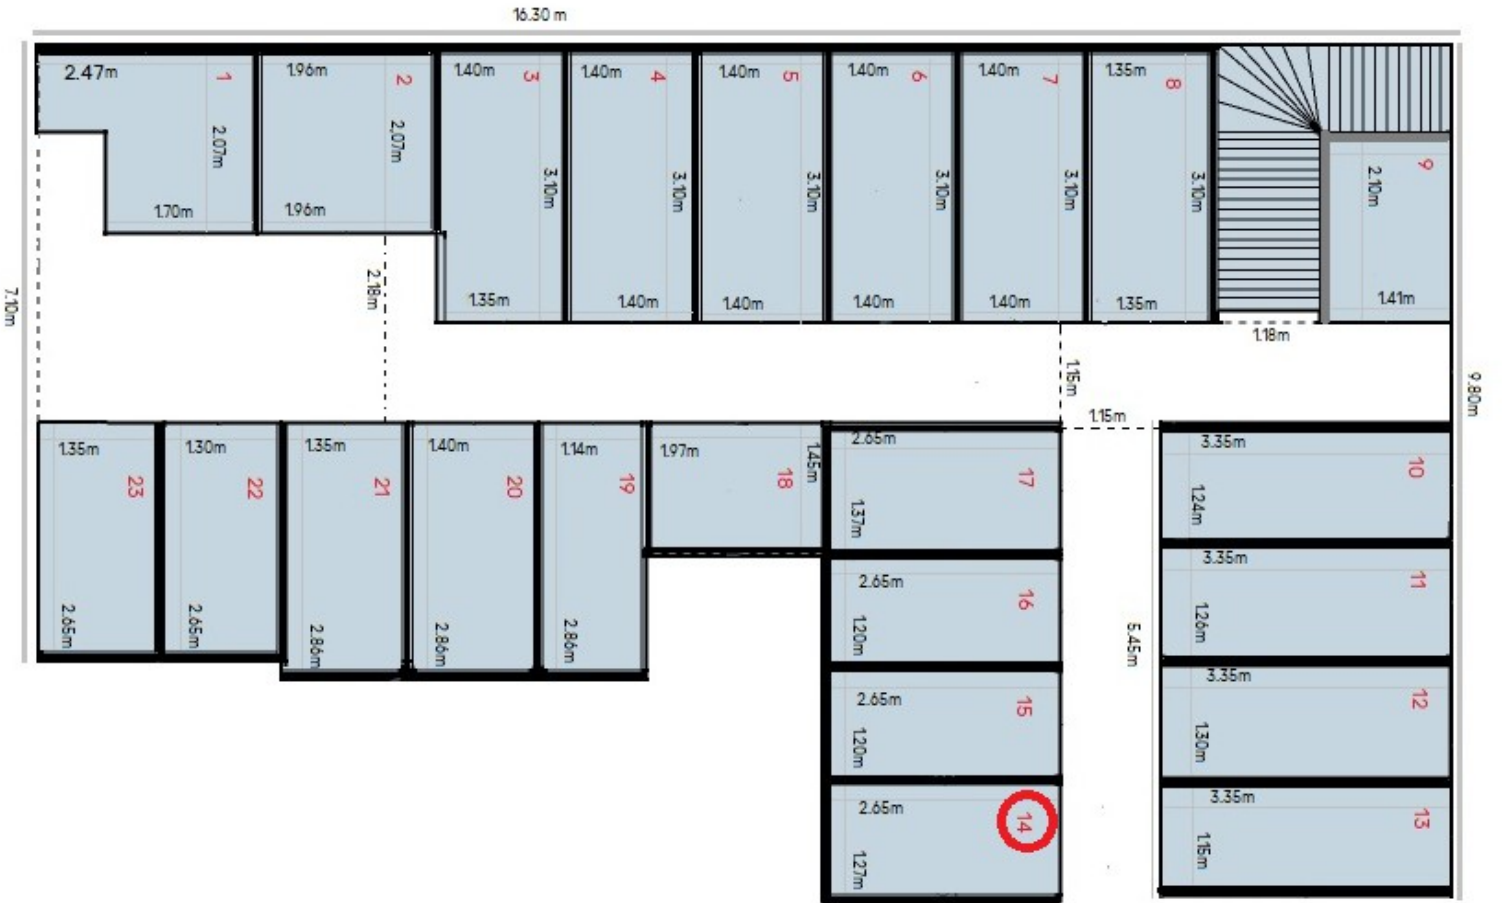 16.30 m
2.47m
1
2.07m
1.70m
1.96m
2
2,07m
1.96m
2.18m
1.40m
3
3.10m
1.35m
1.40m
4
3.10m
1.40m
1.40m
5
3.10m
1.40m
1.40m
6
3.10m
1.40m
1.40m
7
3.10m
1.40m
1.35m
8
3.10m
1.35m
9
2.10m
1.41m
1.18m
7.10m
9.80m
1.15m
1.15m
1.35m
23
2.65m
1.30m
22
2.65m
1.35m
21
2.86m
1.40m
20
2.86m
1.14m
19
2.86m
1.97m
18
1.45m
2.65m
17
1.37m
2.65m
16
1.20m
2.65m
15
1.20m
2.65m
14
1.27m
5.45m
3.35m
10
1.24m
3.35m
11
1.26m
3.35m
12
1.30m
3.35m
13
1.15m